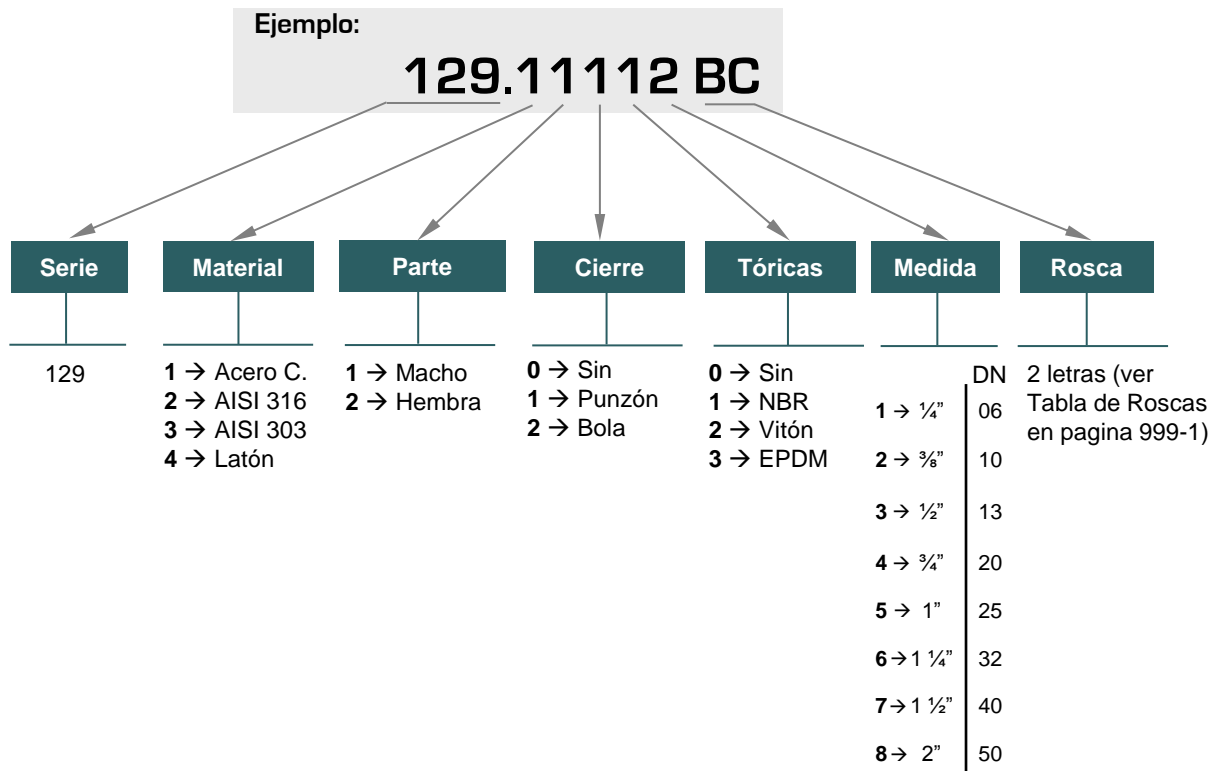 Ejemplo:
129.11112 BC
Serie
Material
Parte
Cierre
Tóricas
Medida
Rosca
129
1 → Acero C.
2 → AISI 316
3 → AISI 303
4 → Latón
1 → Macho
2 → Hembra
0 → Sin
1 → Punzón
2 → Bola
0 → Sin
1 → NBR
2 → Vitón
3 → EPDM
DN
1 → ¼” 06
2 → ⅜” 10
3 → ½” 13
4 → ¾” 20
5 → 1” 25
6 → 1 ¼” 32
7 → 1 ½” 40
8 → 2” 50
2 letras (ver
Tabla de Roscas
en pagina 999-1)